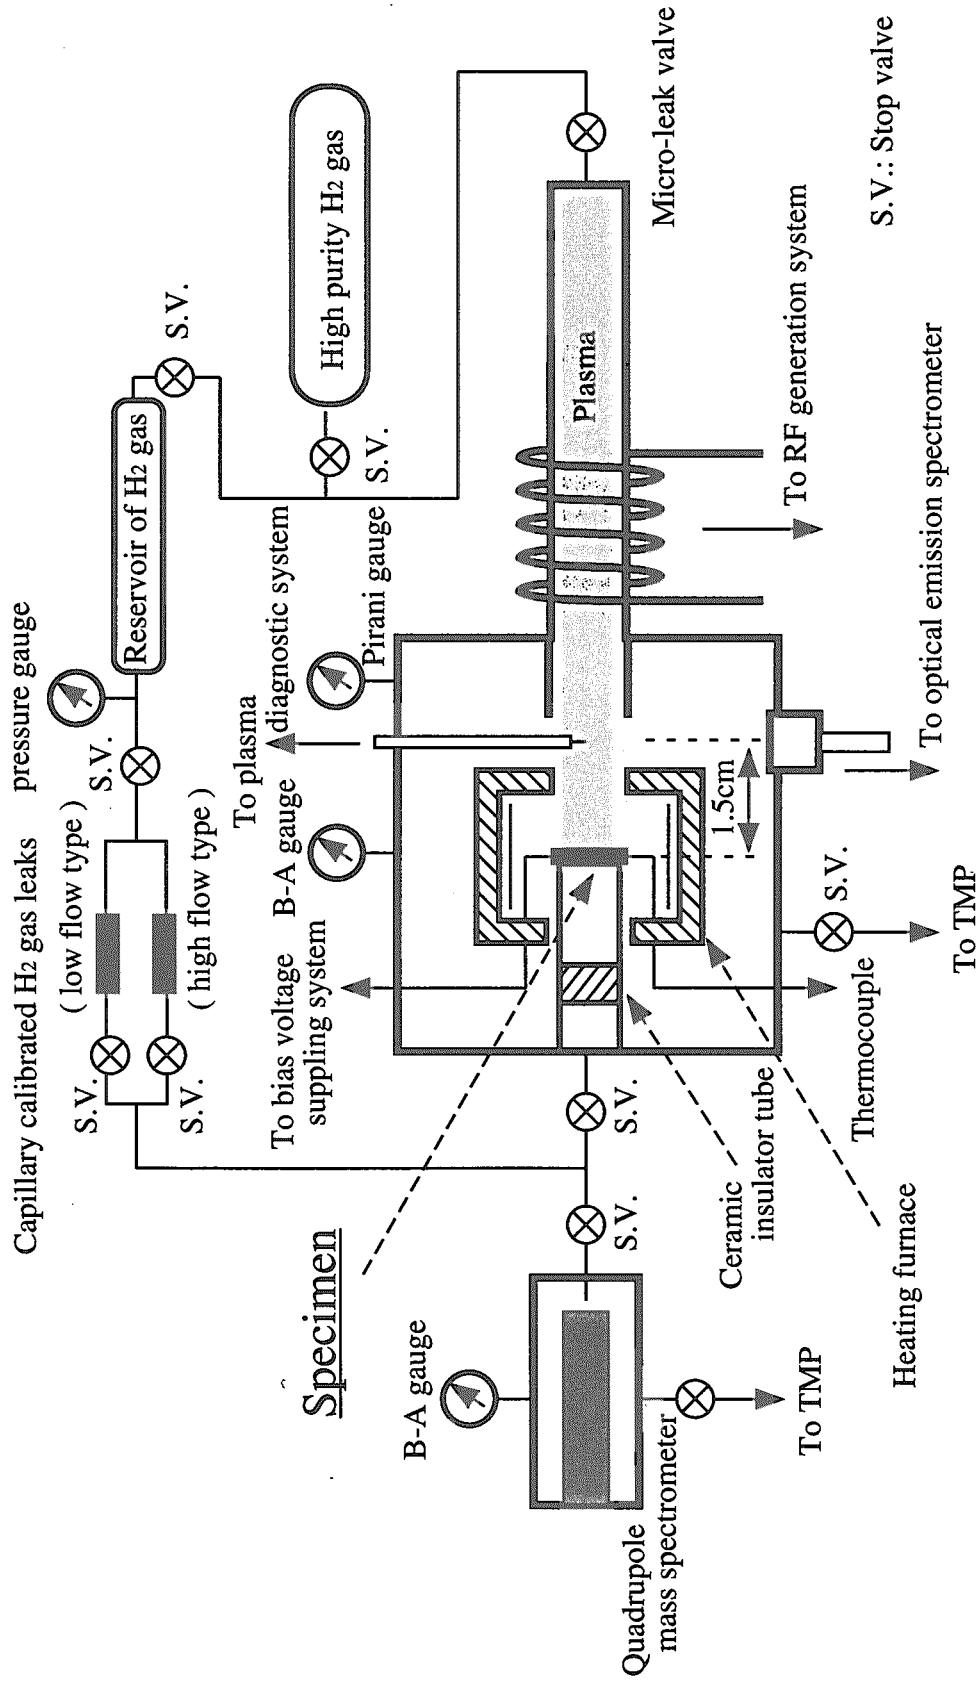 Capillary calibrated H2 gas leaks
( low flow type )
( high flow type )
pressure gauge
S.V.
S.V.
S.V.
Reservoir of H2 gas
S.V.
High purity H2 gas
S.V.
To bias voltage
suppling system
B-A gauge
To plasma
diagnostic system
Pirani gauge
Specimen
B-A gauge
S.V.
S.V.
Plasma
Micro-leak valve
Quadrupole
mass spectrometer
To TMP
Ceramic
insulator tube
Heating furnace
Thermocouple
1.5cm
S.V.
To TMP
To optical emission spectrometer
To RF generation system
S.V.: Stop valve